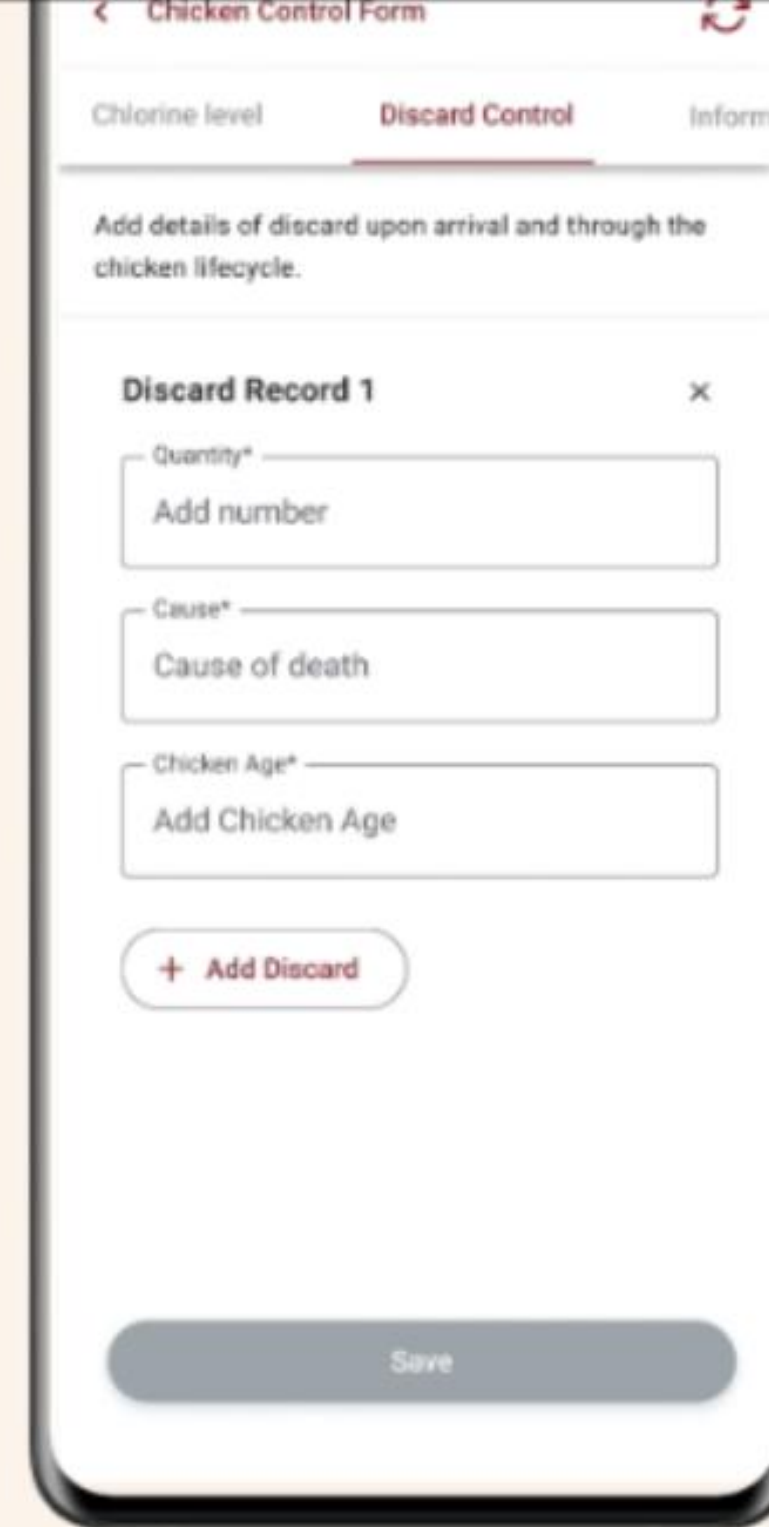 Chicken Control Form
Chlorine level Discard Control Inform
Add details of discard upon arrival and through the
chicken lifecycle.
Discard Record 1 ×
Quantity*
Add number
Cause*
Cause of death
Chicken Age*
Add Chicken Age
+ Add Discard
Save